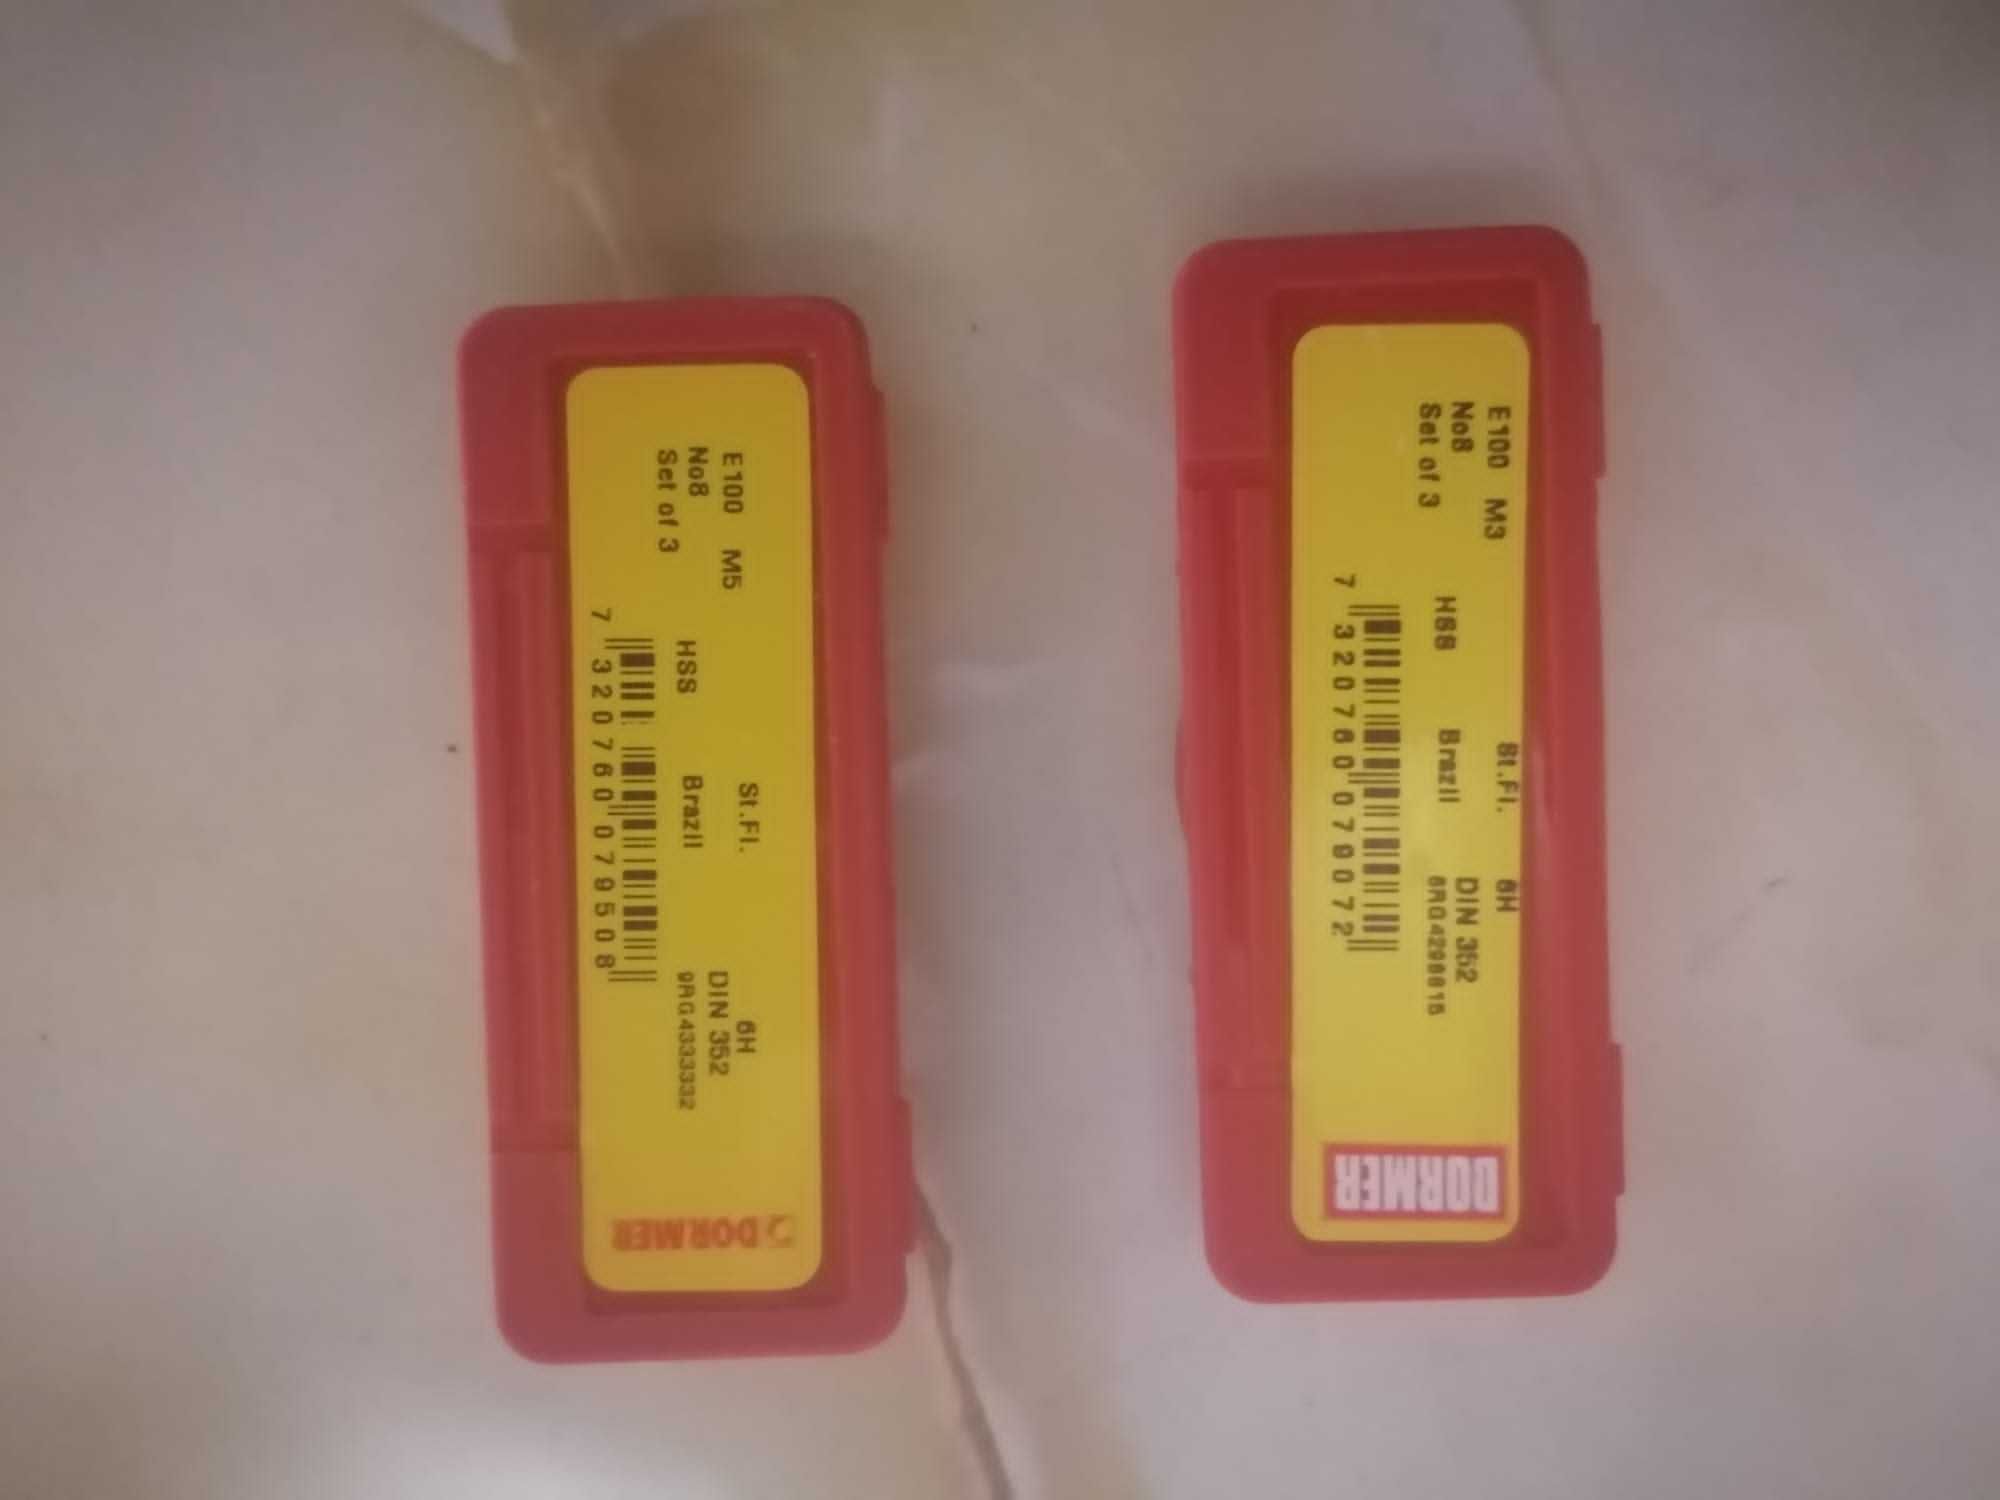 E100 M5 St.Fl. 6H
No8 HSS Brazil DIN 352
Set of 3
7 320760 079508
DORMER
E100 M3 St.Fl. 6H
No8 HSS Brazil DIN 352
Set of 3
7 320760 079072
DORMER